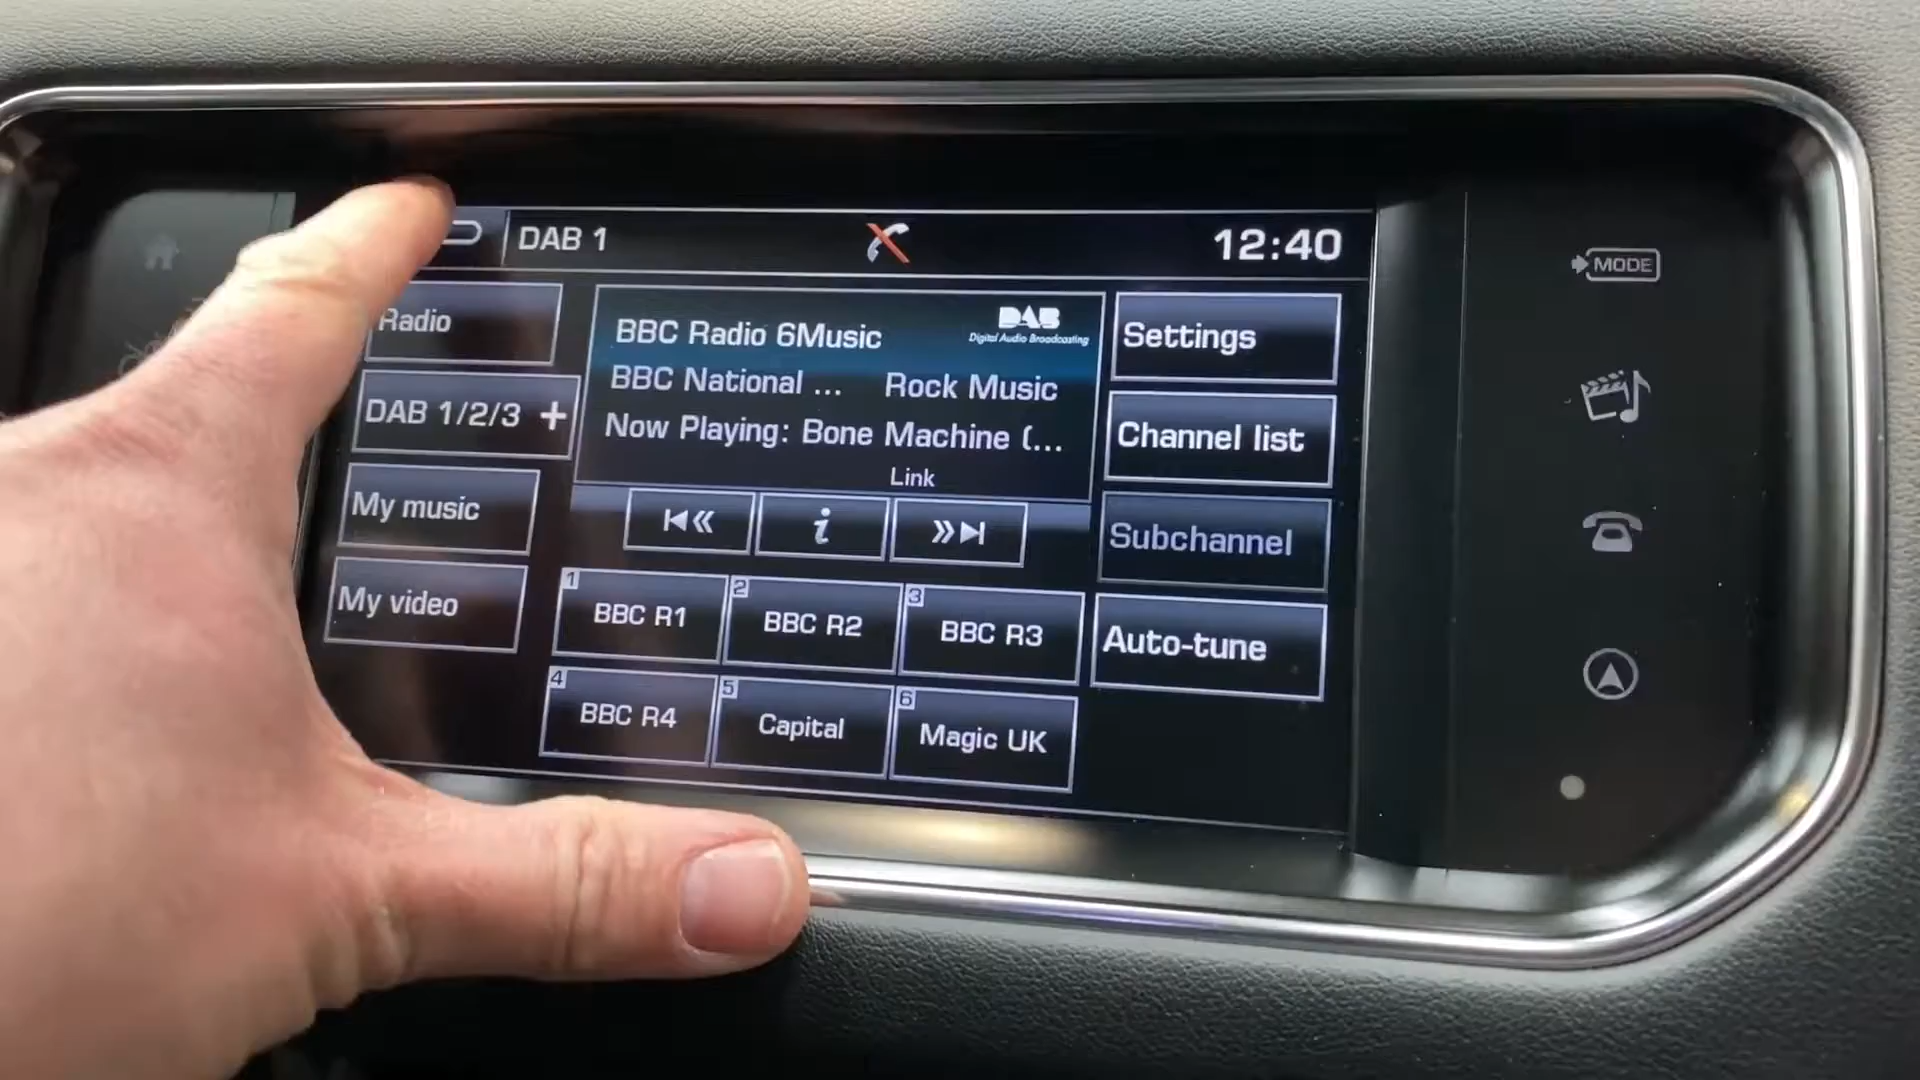 DAB 1
12:40
MODE
Radio
BBC Radio 6Music
DAB
Digital Audio Broadcasting
Settings
BBC National ... Rock Music
DAB 1/2/3 +
Now Playing: Bone Machine (...
Channel list
Link
My music
i
Subchannel
My video
1 BBC R1
2 BBC R2
3 BBC R3
Auto-tune
4 BBC R4
5 Capital
6 Magic UK